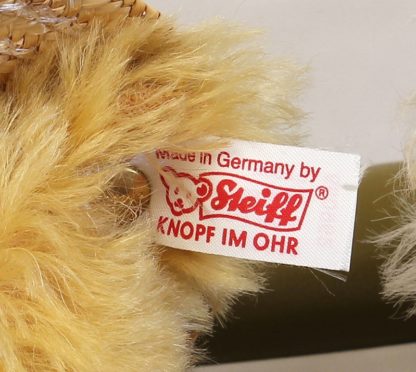 Made in Germany by
Steiff®
KNOPF IM OHR